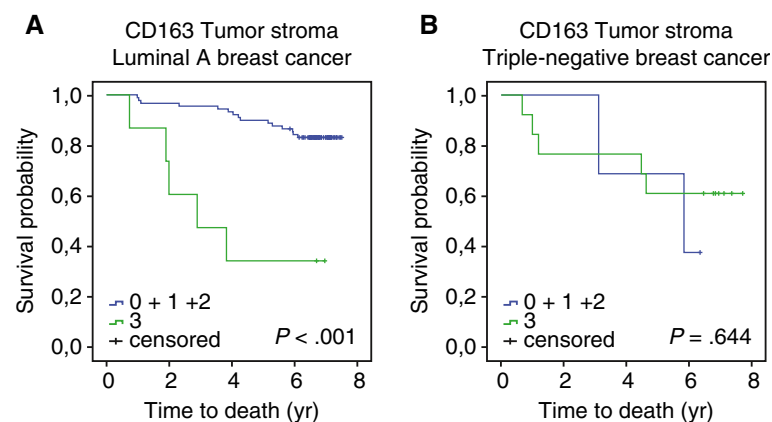 A
CD163 Tumor stroma
Luminal A breast cancer
Survival probability
1,0
0,8
0,6
0,4
0,2
0,0
0 + 1 +2
3
censored
P < .001
0 2 4 6 8
Time to death (yr)
B
CD163 Tumor stroma
Triple-negative breast cancer
Survival probability
1,0
0,8
0,6
0,4
0,2
0,0
0 + 1 +2
3
censored
P = .644
0 2 4 6 8
Time to death (yr)